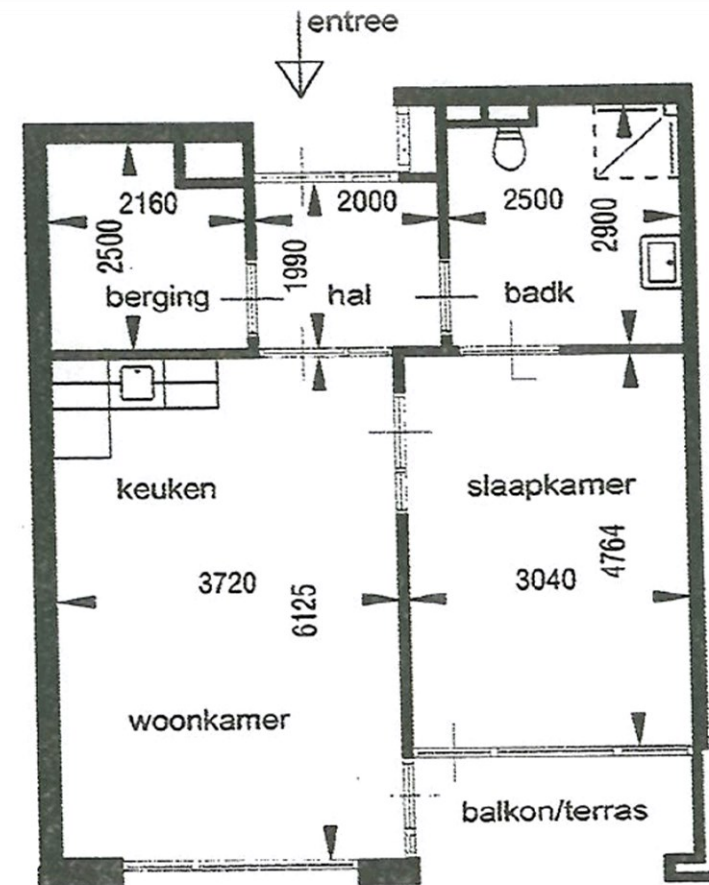 entree
2160
2000
2500
2500
1990
2900
berging
hal
badk
keuken
slaapkamer
3720
6125
3040
4764
woonkamer
balkon/terras